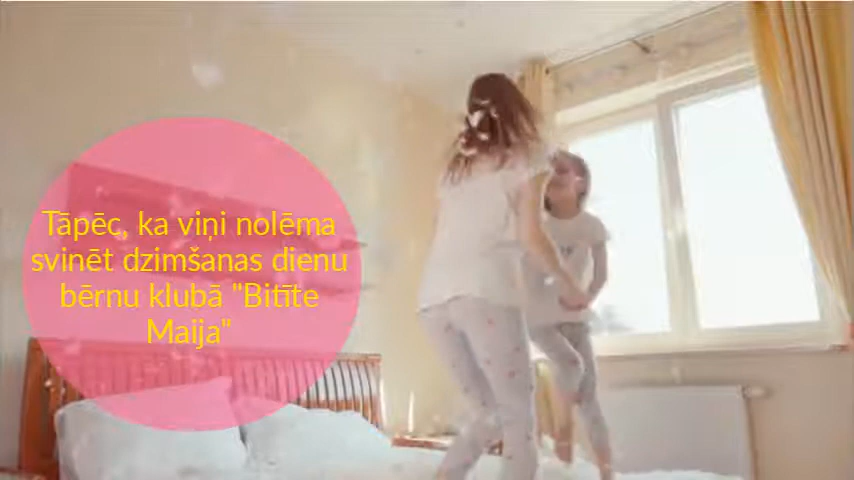 Tāpēc, ka viņi nolēma
svinēt dzimšanas dienu
bērnu klubā "Bitīte
Maija"